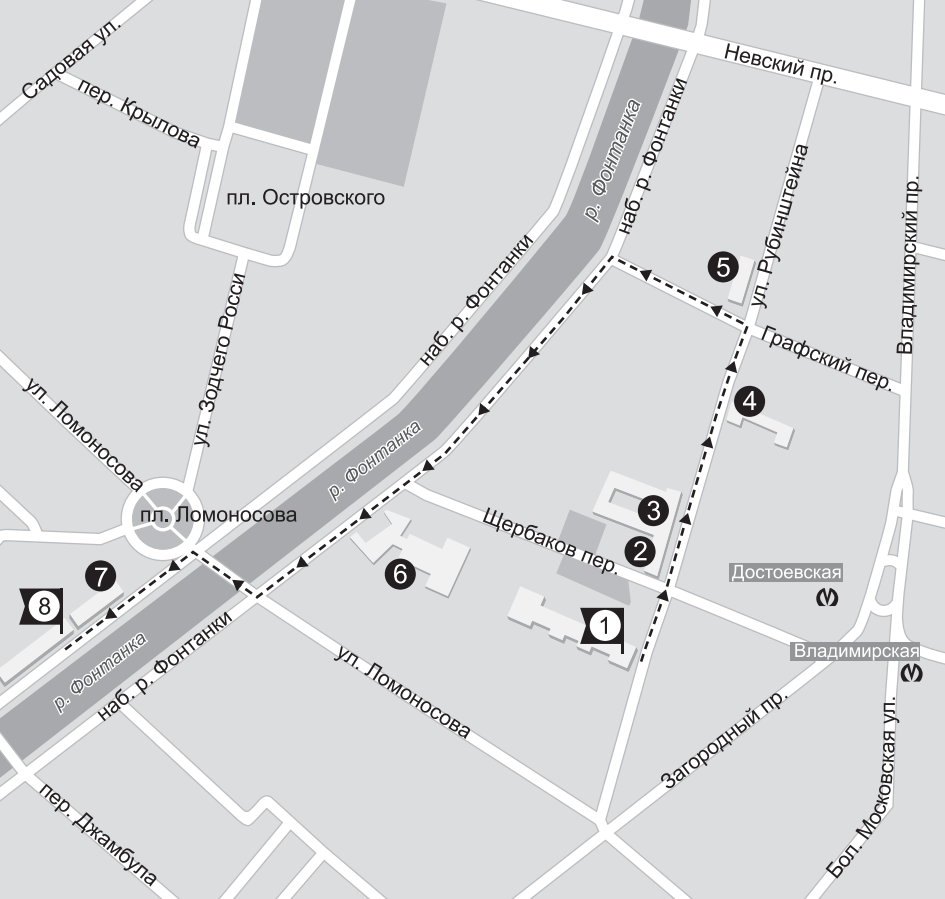 Садовая ул.
Невский пр.
пер. Крылова
р. Фонтанка
наб. р. Фонтанки
ул. Рубинштейна
Владимирский пр.
пл. Островского
наб. р. Фонтанки
5
ул. Зодчего Росси
Графский пер.
ул. Ломоносова
4
р. Фонтанка
пл. Ломоносова
3
Щербаков пер.
2
7
6
Достоевская
8
1
р. Фонтанка
наб. р. Фонтанки
ул. Ломоносова
Владимирская
Загородный пр.
Бол. Московская ул.
пер. Джамбула